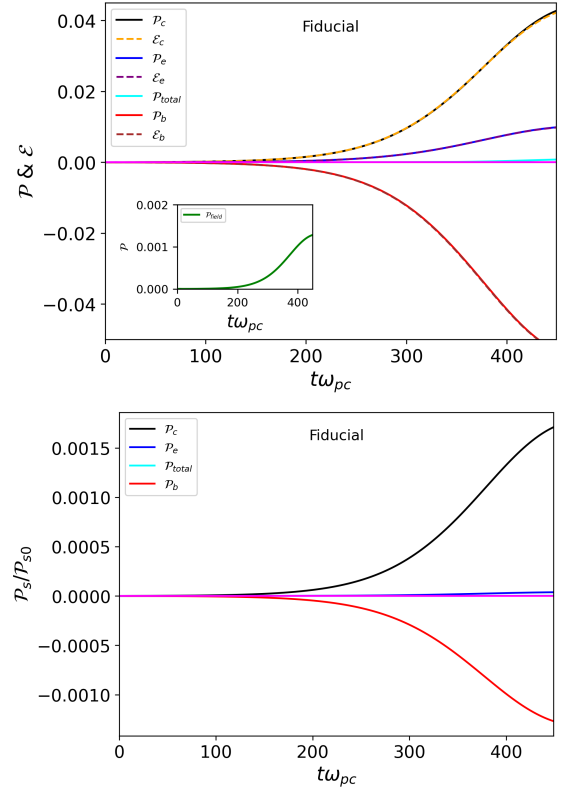 Fiducial
𝒫c
ℰc
𝒫e
ℰe
𝒫total
𝒫b
ℰb
0.04
0.02
0.00
−0.02
−0.04
𝒫 & ℰ
0.002
0.001
0.000
𝒫
𝒫field
0 200 400
tωpc
0 100 200 300 400
tωpc
Fiducial
𝒫c
𝒫e
𝒫total
𝒫b
0.0015
0.0010
0.0005
0.0000
−0.0005
−0.0010
𝒫s/𝒫s0
0 100 200 300 400
tωpc